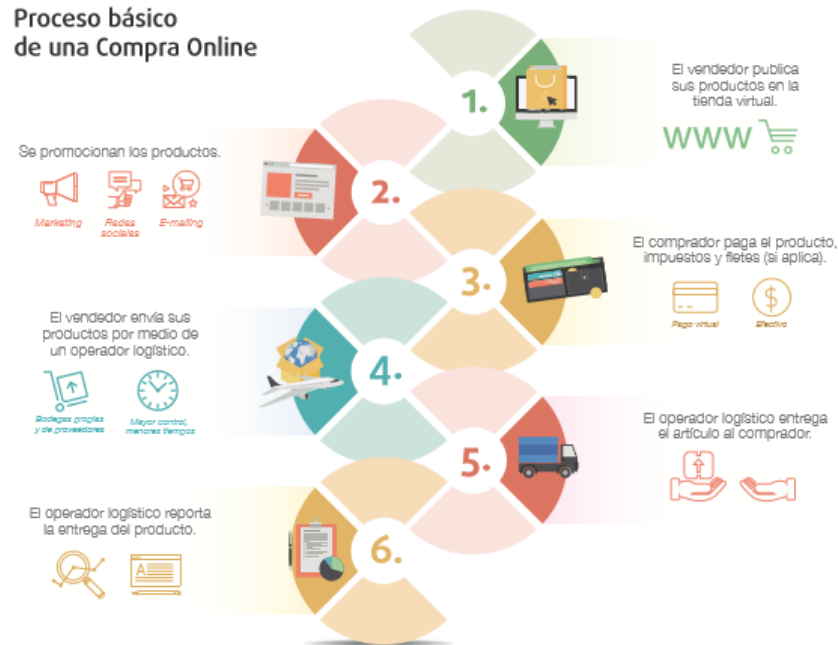 Proceso básico
de una Compra Online
1.
El vendedor publica
sus productos en la
tienda virtual.
WWW
2.
Se promocionan los productos.
Marketing
Redes
sociales
E-mailing
3.
El comprador paga el producto,
impuestos y fletes (si aplica).
Pago virtual
Efectivo
4.
El vendedor envía sus
productos por medio de
un operador logístico.
Bodegas propias
y de proveedores
Mayor control,
menores tiempos
5.
El operador logístico entrega
el artículo al comprador.
6.
El operador logístico reporta
la entrega del producto.
A